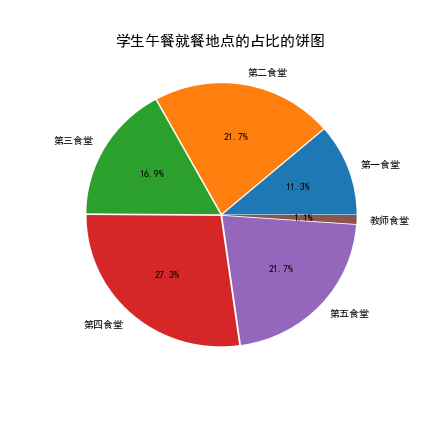 学生午餐就餐地点的占比的饼图
第二食堂
21.7%
第三食堂
16.9%
第一食堂
11.3%
教师食堂
1.1%
27.3%
第四食堂
21.7%
第五食堂